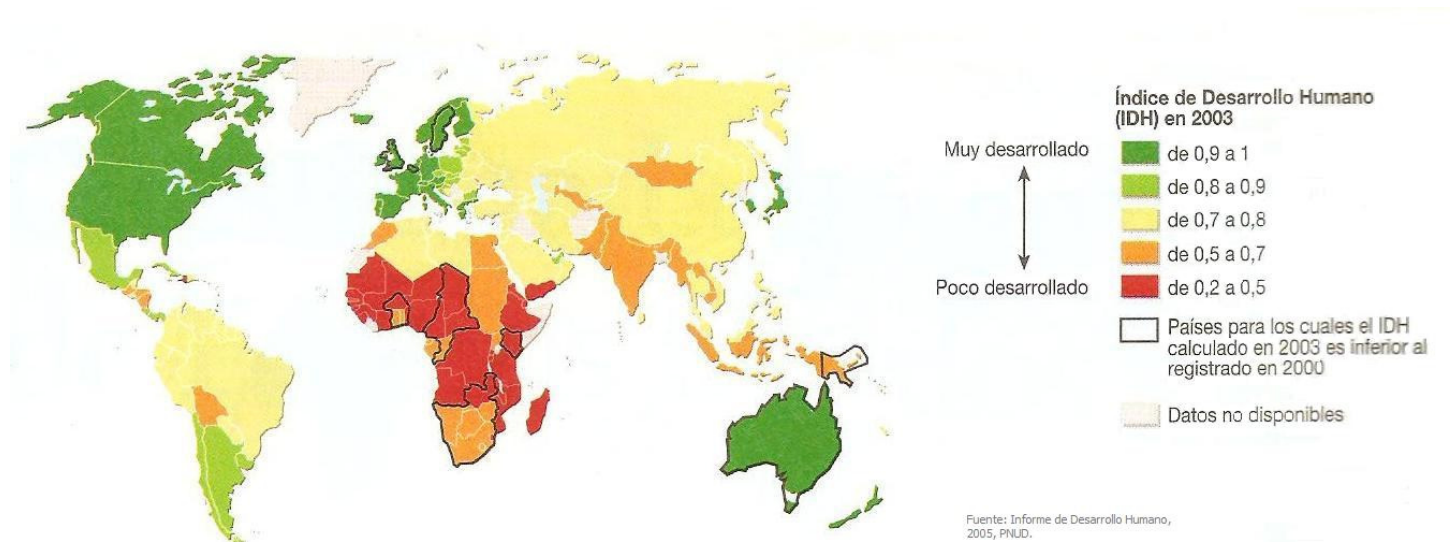 Índice de Desarrollo Humano
(IDH) en 2003
Muy desarrollado
de 0,9 a 1
de 0,8 a 0,9
de 0,7 a 0,8
de 0,5 a 0,7
Poco desarrollado
de 0,2 a 0,5
Países para los cuales el IDH
calculado en 2003 es inferior al
registrado en 2000
Datos no disponibles
Fuente: Informe de Desarrollo Humano,
2005, PNUD.